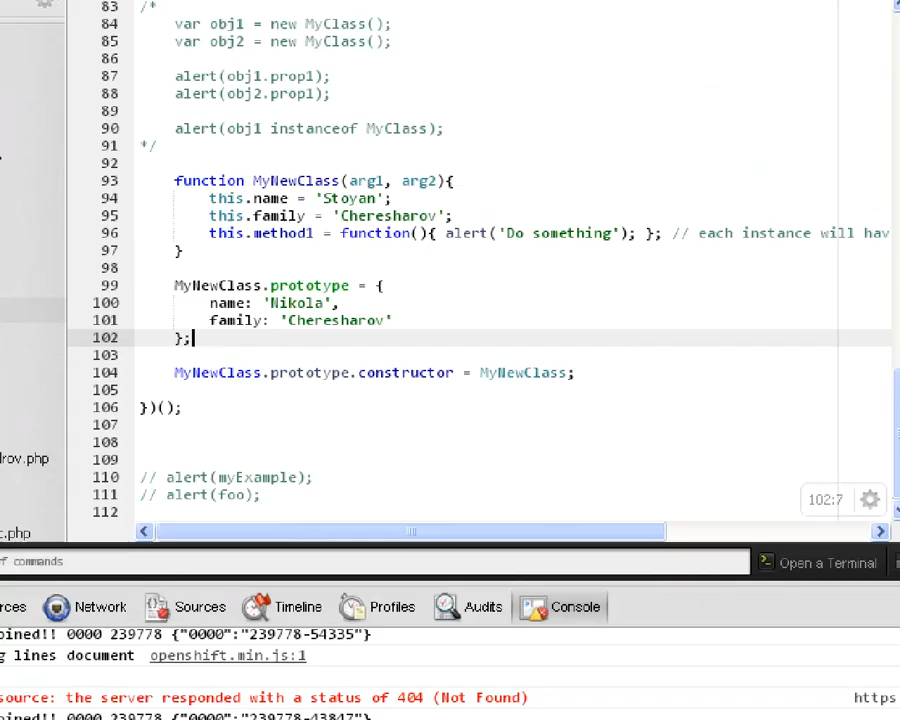 83 /*
84 var obj1 = new MyClass();
85 var obj2 = new MyClass();
86
87 alert(obj1.prop1);
88 alert(obj2.prop1);
89
90 alert(obj1 instanceof MyClass);
91 */
92
93 function MyNewClass(arg1, arg2){
94 this.name = 'Stoyan';
95 this.family = 'Cheresharov';
96 this.method1 = function(){ alert('Do something'); }; // each instance will hav
97 }
98
99 MyNewClass.prototype = {
100 name: 'Nikola',
101 family: 'Cheresharov'
102 };
103
104 MyNewClass.prototype.constructor = MyNewClass;
105
106 })();
107
108
109
rov.php
110 // alert(myExample);
111 // alert(foo);
112
102:7
c.php
f commands
Open a Terminal
rces Network Sources Timeline Profiles Audits Console
oined!! 0000 239778 {"0000":"239778-54335"}
g lines document openshift.min.js:1
source: the server responded with a status of 404 (Not Found) https
oined!! 0000 239778 {"0000":"239778-43847"}